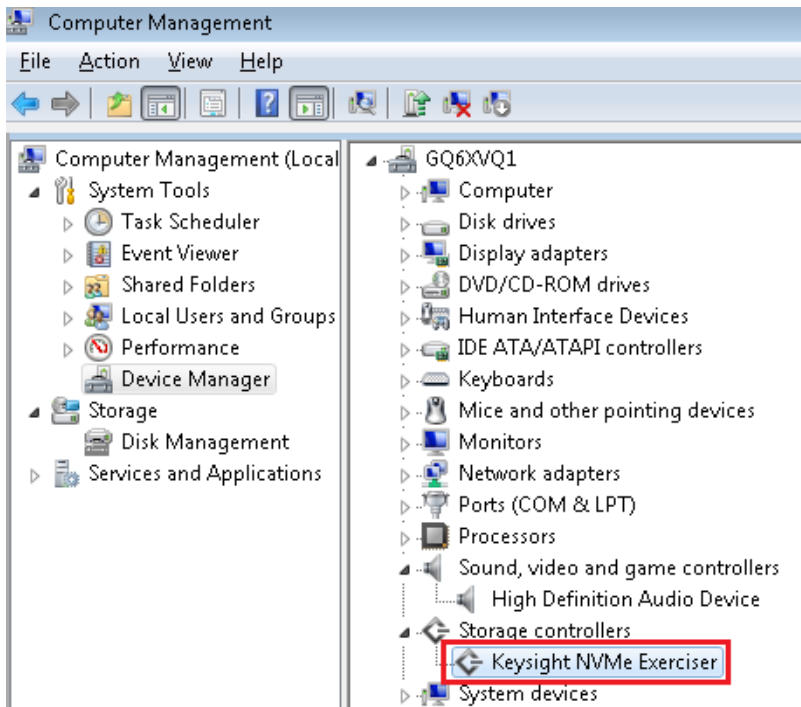 Computer Management
File Action View Help
Computer Management (Local
System Tools
Task Scheduler
Event Viewer
Shared Folders
Local Users and Groups
Performance
Device Manager
Storage
Disk Management
Services and Applications
GQ6XVQ1
Computer
Disk drives
Display adapters
DVD/CD-ROM drives
Human Interface Devices
IDE ATA/ATAPI controllers
Keyboards
Mice and other pointing devices
Monitors
Network adapters
Ports (COM & LPT)
Processors
Sound, video and game controllers
High Definition Audio Device
Storage controllers
Keysight NVMe Exerciser
System devices